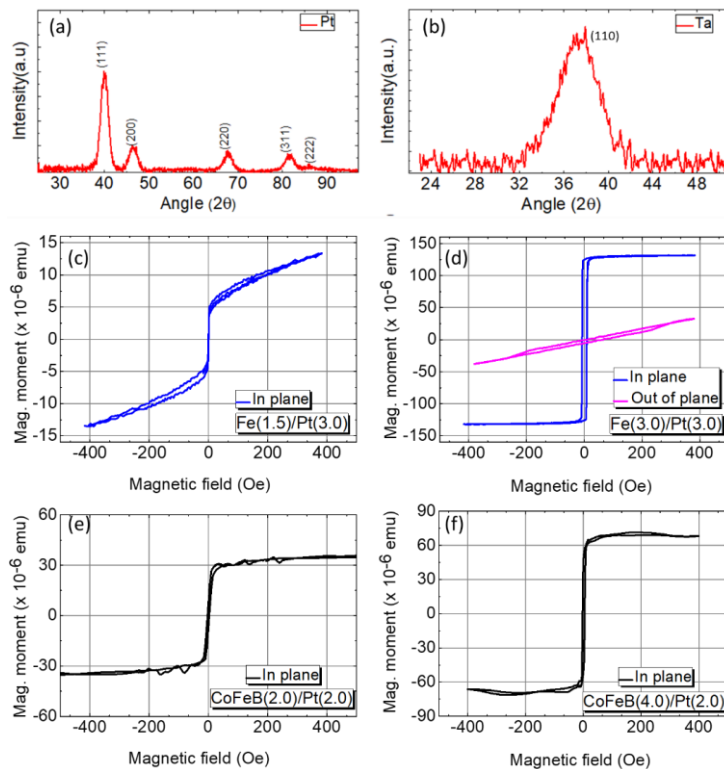 (a)
Pt
Intensity(a.u)
(111)
(200)
(220)
(311)
(222)
30 40 50 60 70 80 90
Angle (2θ)
(b)
Ta
Intensity(a.u)
(110)
24 28 32 36 40 44 48
Angle (2θ)
(c)
Mag. moment (x 10-6 emu)
15
10
5
0
-5
-10
-15
In plane
Fe(1.5)/Pt(3.0)
-400 -200 0 200 400
Magnetic field (Oe)
(d)
Mag. moment (x 10-6 emu)
150
100
50
0
-50
-100
-150
In plane
Out of plane
Fe(3.0)/Pt(3.0)
-400 -200 0 200 400
Magnetic field (Oe)
(e)
Mag. moment (x 10-6 emu)
60
30
0
-30
-60
In plane
CoFeB(2.0)/Pt(2.0)
-500 -250 0 250 500
Magnetic field (Oe)
(f)
Mag. moment (x 10-6 emu)
90
60
30
0
-30
-60
-90
In plane
CoFeB(4.0)/Pt(2.0)
-400 -200 0 200 400
Magnetic field (Oe)